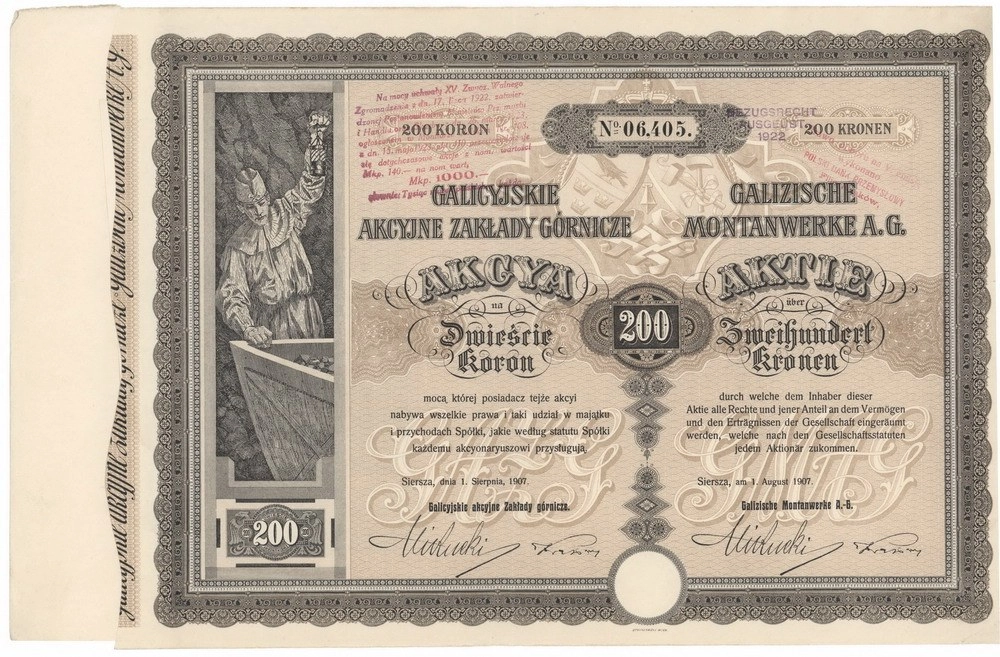 Na mocy uchwały XV. Zwycz. Walnego
Zgromadzenia z dn. 17. 1922, zatwier-
200 KORON
Mkp. 140.— na nom. wart.
Mkp. 1000.—
No 06,405.
BEZUGSRECHT
AUSGEÜBT
1922
200 KRONEN
GALICYJSKIE
AKCYJNE ZAKŁADY GÓRNICZE
AKCYA
na
Dwieście
Koron
mocą której posiadacz tejże akcyi
nabywa wszelkie prawa i taki udział w majątku
i przychodach Spółki, jakie według statutu Spółki
każdemu akcyonaryuszowi przysługują.
Siersza, dnia 1. Sierpnia, 1907.
Galicyjskie akcyjne Zakłady górnicze.
200
GALIZISCHE
MONTANWERKE A.G.
AKTIE
über
Zweihundert
Kronen
durch welche dem Inhaber dieser
Aktie alle Rechte und jener Anteil an dem Vermögen
und den Erträgnissen der Gesellschaft eingeräumt
werden, welche nach den Gesellschaftsstatuten
jedem Aktionär zukommen.
Siersza, am 1. August 1907.
Galizische Montanwerke A.-G.
200